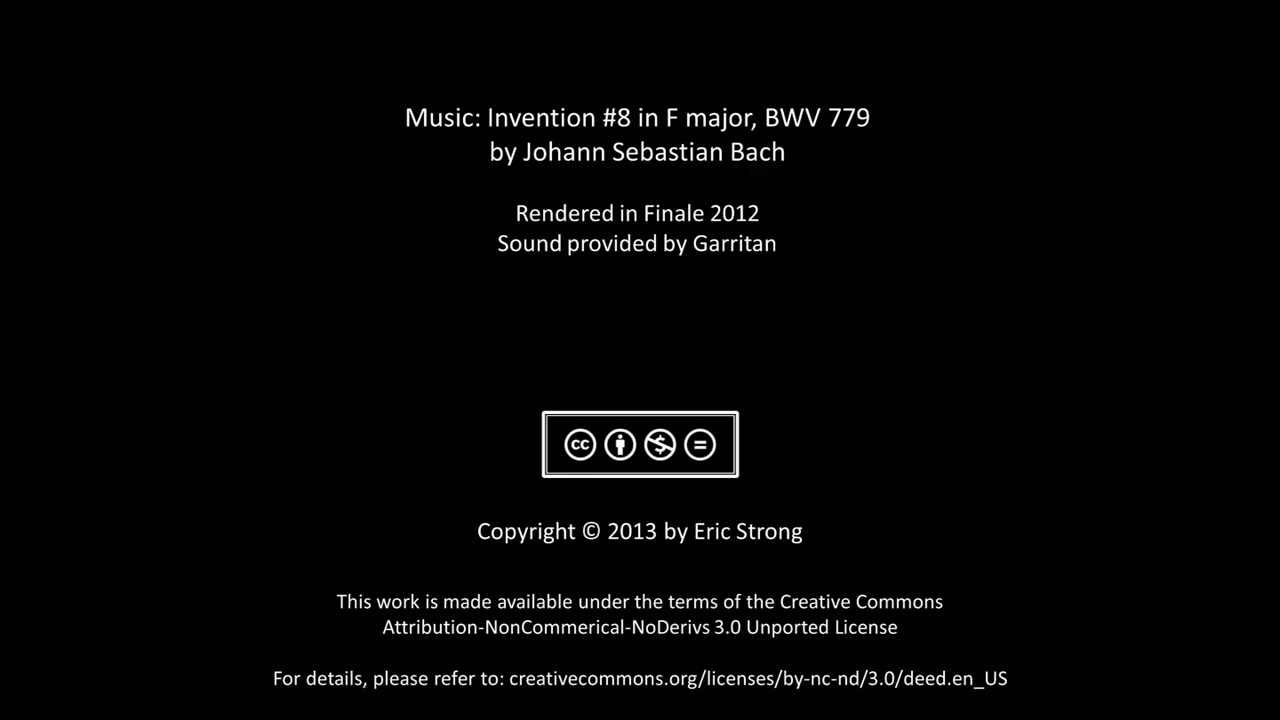 Music: Invention #8 in F major, BWV 779
by Johann Sebastian Bach
Rendered in Finale 2012
Sound provided by Garritan
cc $ =
Copyright © 2013 by Eric Strong
This work is made available under the terms of the Creative Commons
Attribution-NonCommerical-NoDerivs 3.0 Unported License
For details, please refer to: creativecommons.org/licenses/by-nc-nd/3.0/deed.en_US